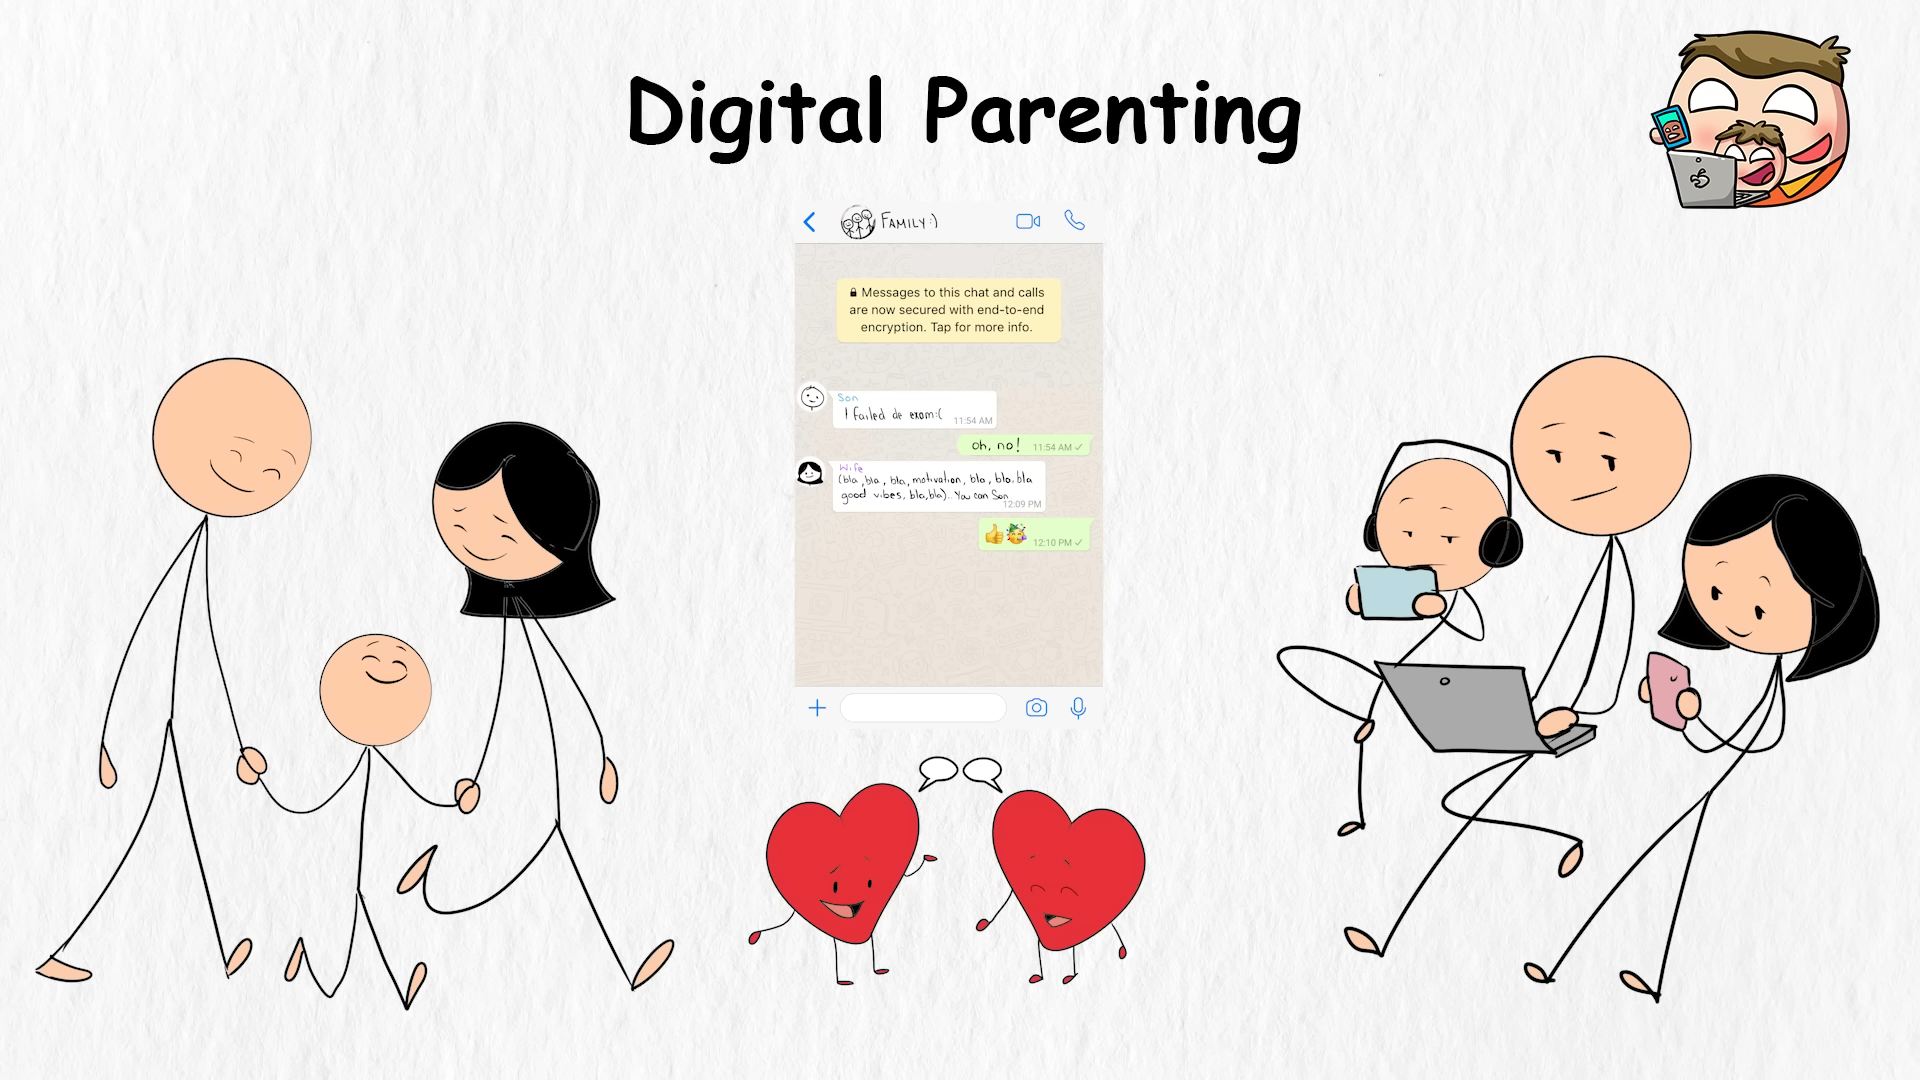 Digital Parenting
FAMILY:)
Messages to this chat and calls
are now secured with end-to-end
encryption. Tap for more info.
Son
I failed de exam:(
11:54 AM
oh, no! 11:54 AM
Wife
(bla, bla, bla, motivation, bla, bla, bla
good vibes, bla, bla).. You can Son
12:09 PM
12:10 PM